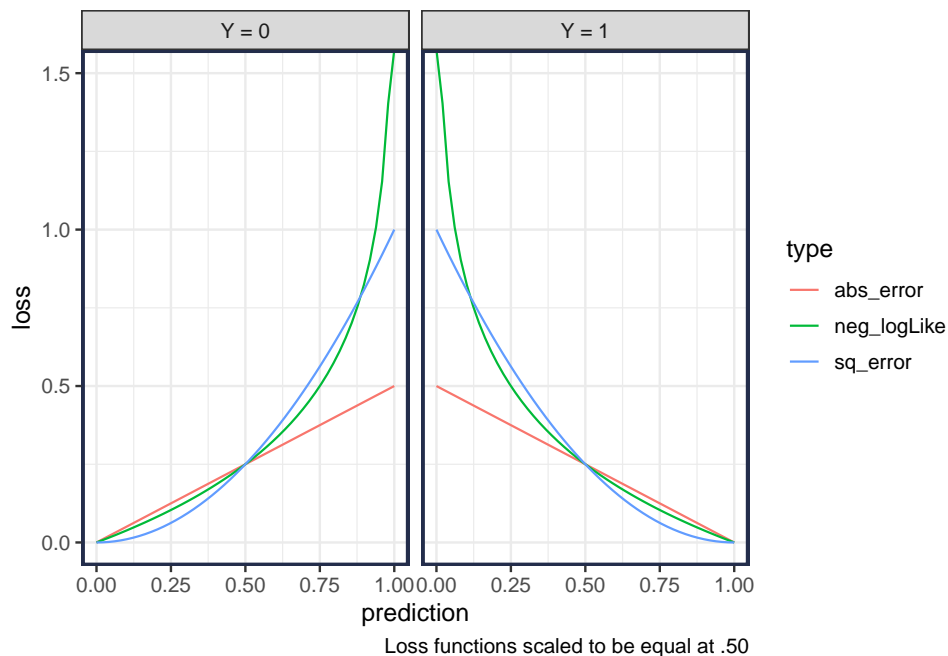 Y = 0
Y = 1
loss
1.5
1.0
0.5
0.0
0.00 0.25 0.50 0.75 1.00
0.00 0.25 0.50 0.75 1.00
prediction
Loss functions scaled to be equal at .50
type
abs_error
neg_logLike
sq_error